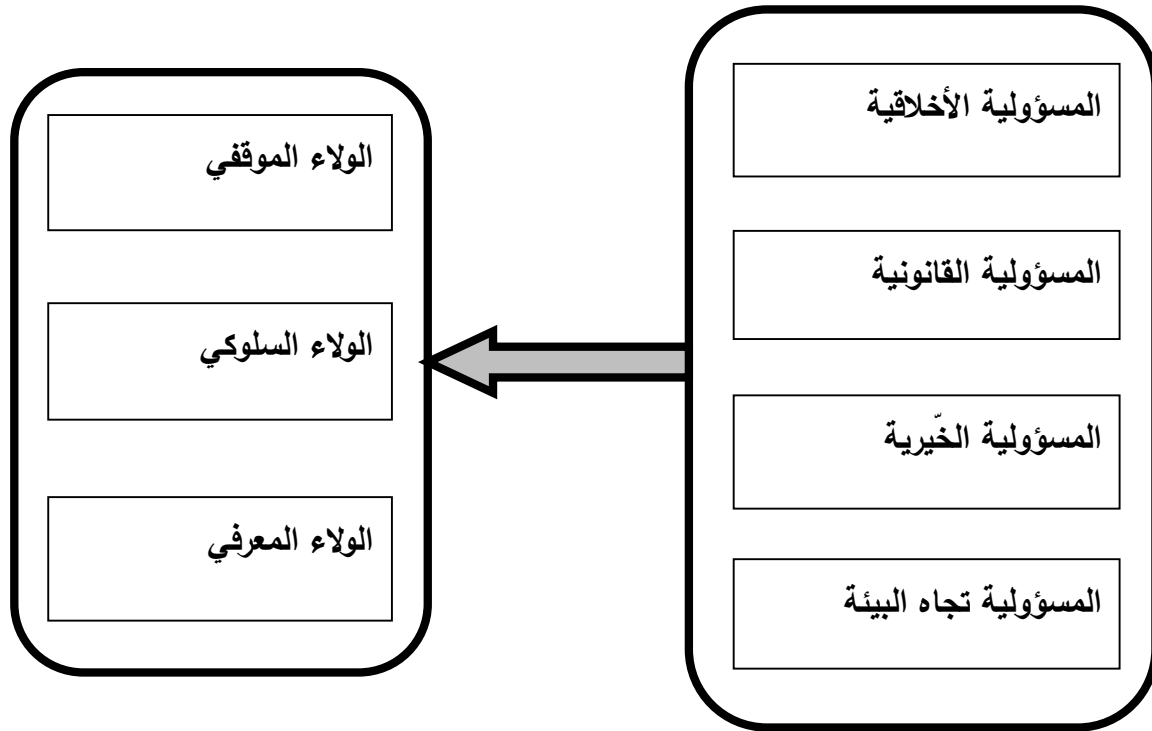 المسؤولية الأخلاقية
المسؤولية القانونية
المسؤولية الخّيرية
المسؤولية تجاه البيئة
الولاء الموقفي
الولاء السلوكي
الولاء المعرفي